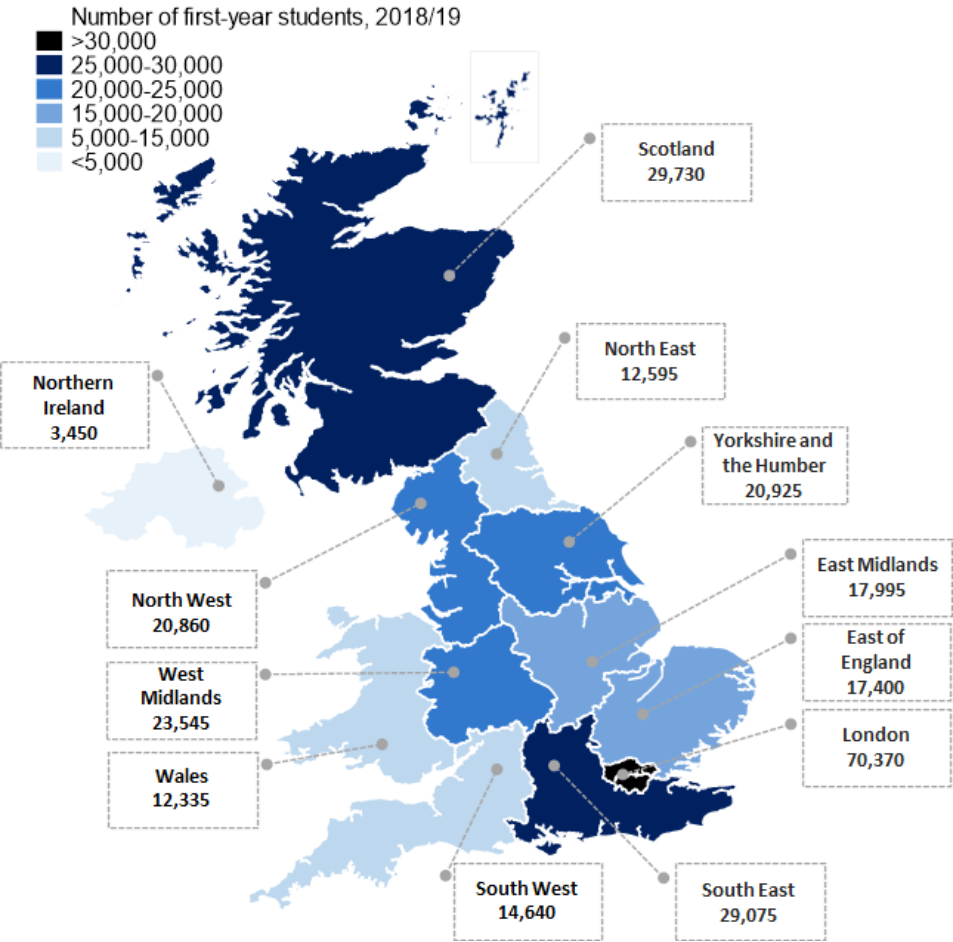 Number of first-year students, 2018/19
>30,000
25,000-30,000
20,000-25,000
15,000-20,000
5,000-15,000
<5,000
Scotland
29,730
North East
12,595
Northern
Ireland
3,450
Yorkshire and
the Humber
20,925
East Midlands
17,995
North West
20,860
East of
England
17,400
West
Midlands
23,545
London
70,370
Wales
12,335
South West
14,640
South East
29,075